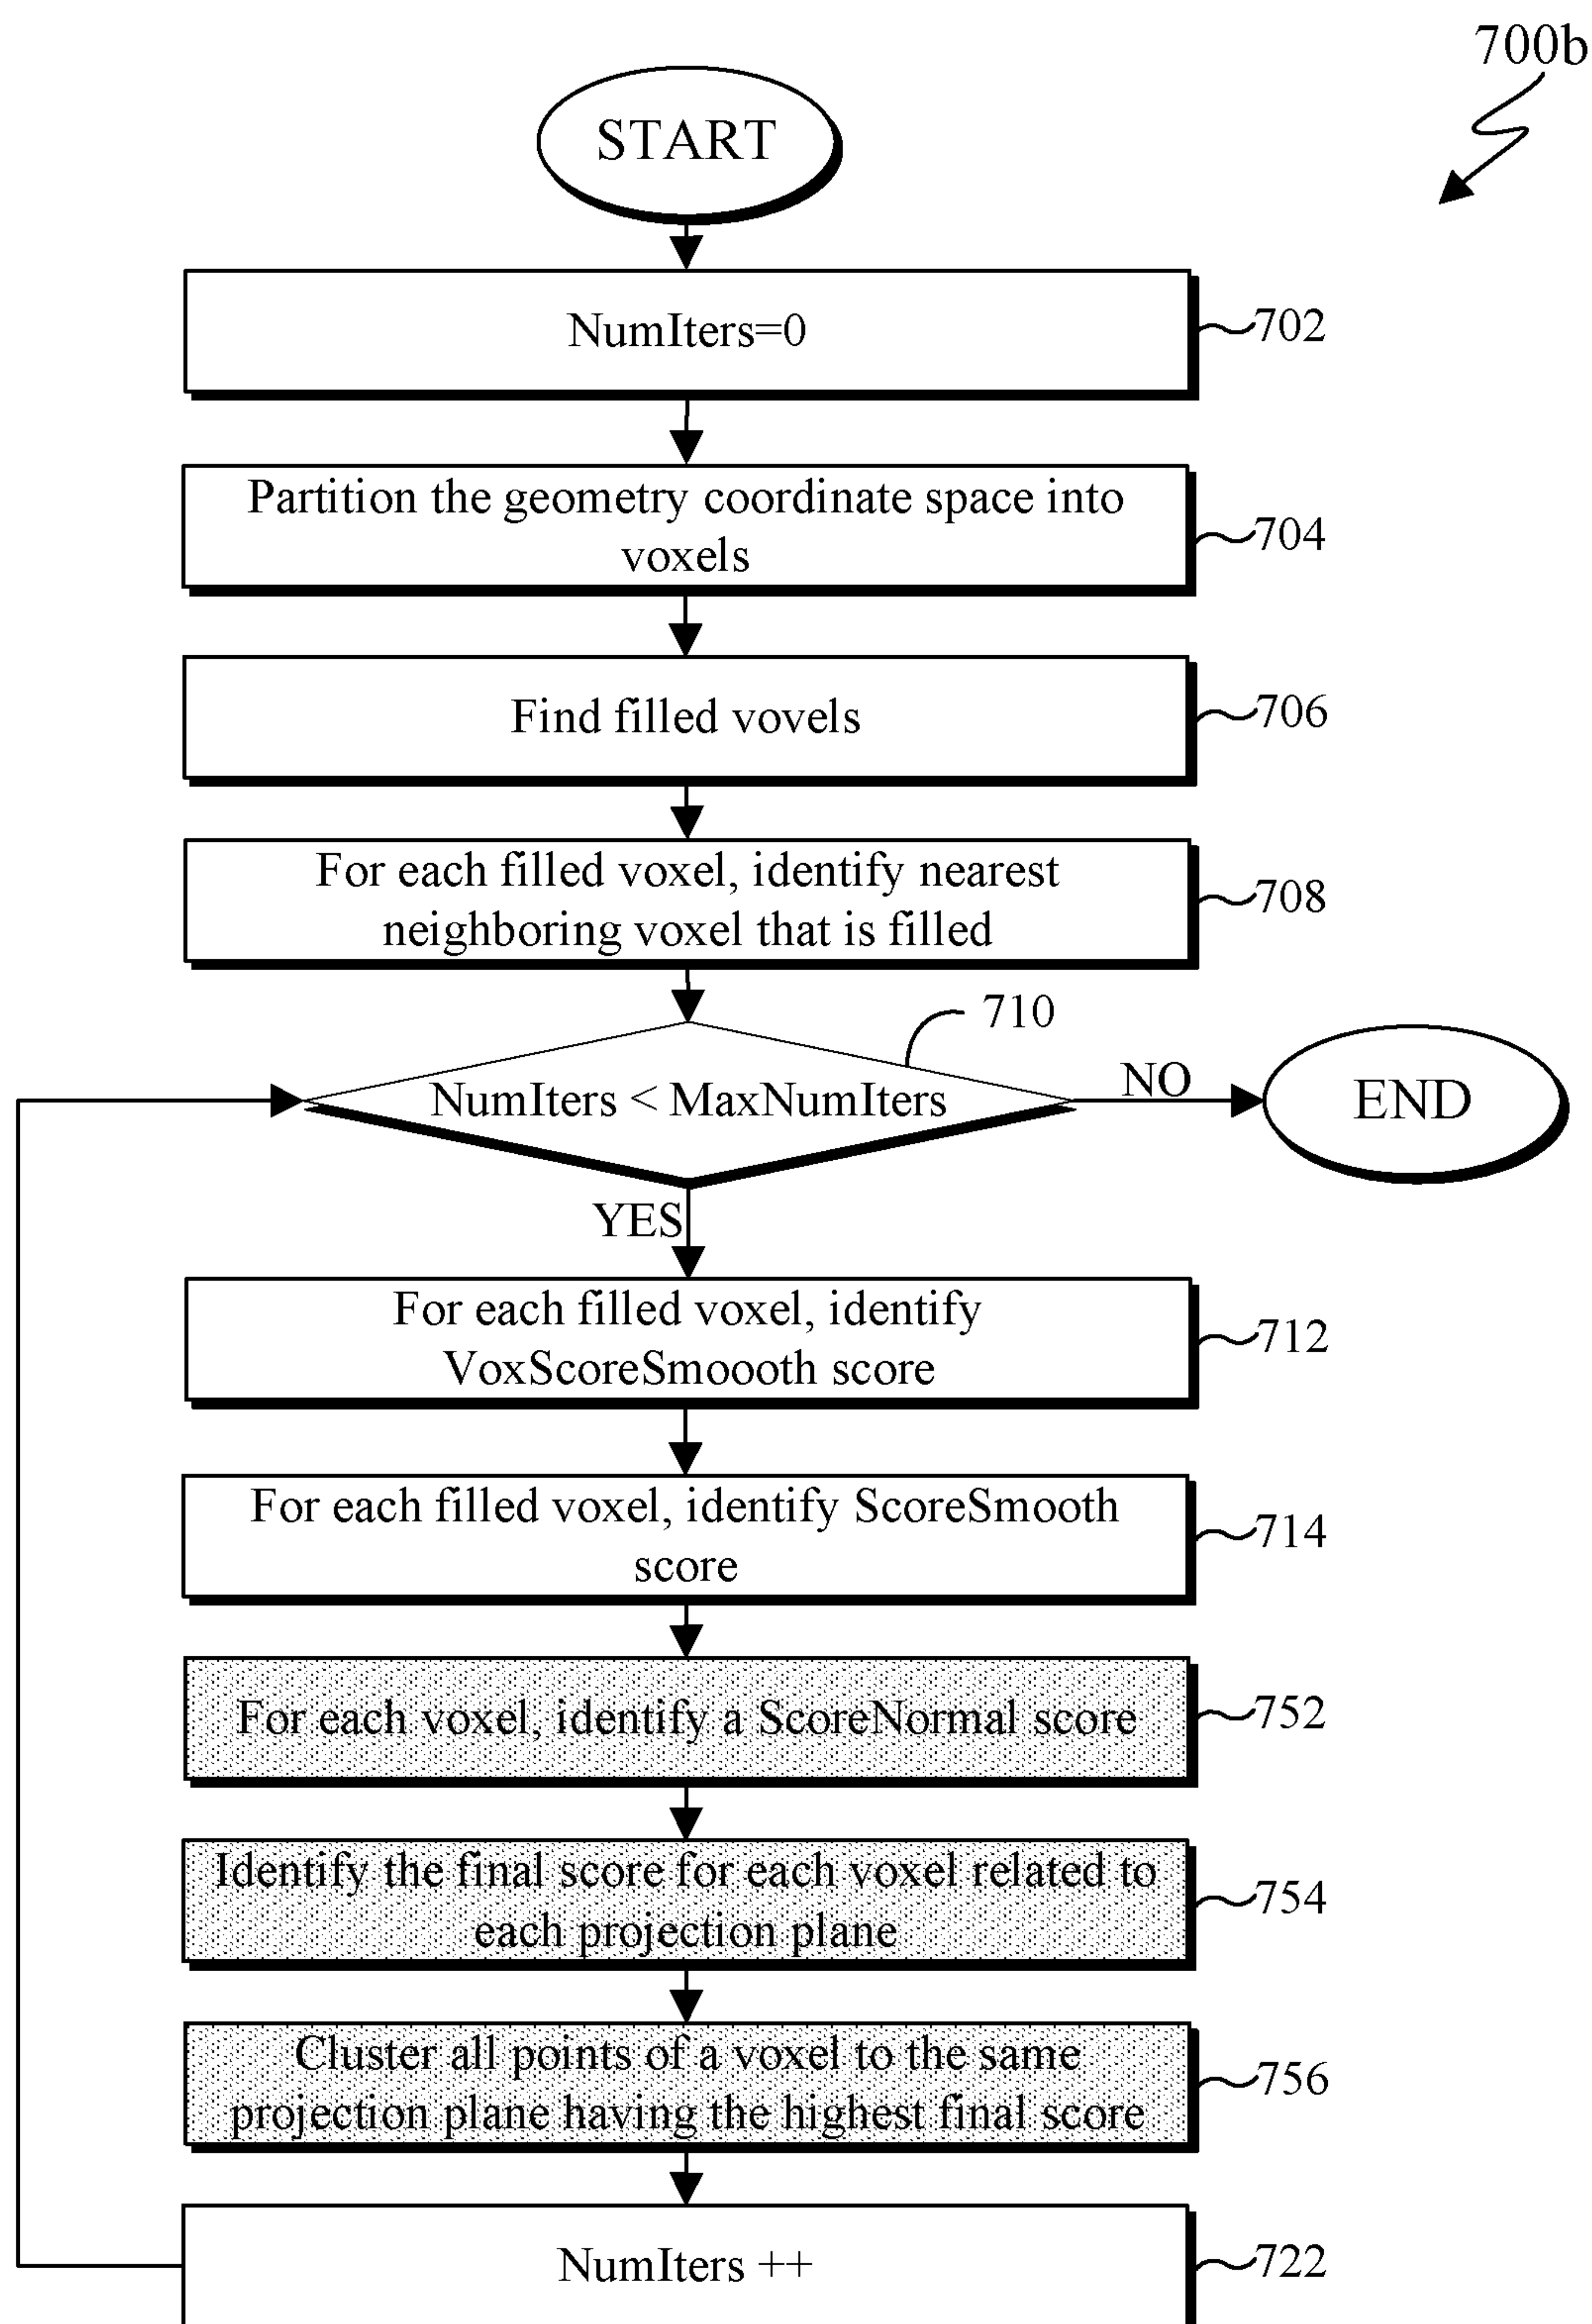 700b
START
NumIters=0
702
Partition the geometry coordinate space into
voxels
704
Find filled vovels
706
For each filled voxel, identify nearest
neighboring voxel that is filled
708
710
NumIters < MaxNumIters
NO
END
YES
For each filled voxel, identify
VoxScoreSmoooth score
712
For each filled voxel, identify ScoreSmooth
score
714
For each voxel, identify a ScoreNormal score
752
Identify the final score for each voxel related to
each projection plane
754
Cluster all points of a voxel to the same
projection plane having the highest final score
756
NumIters ++
722